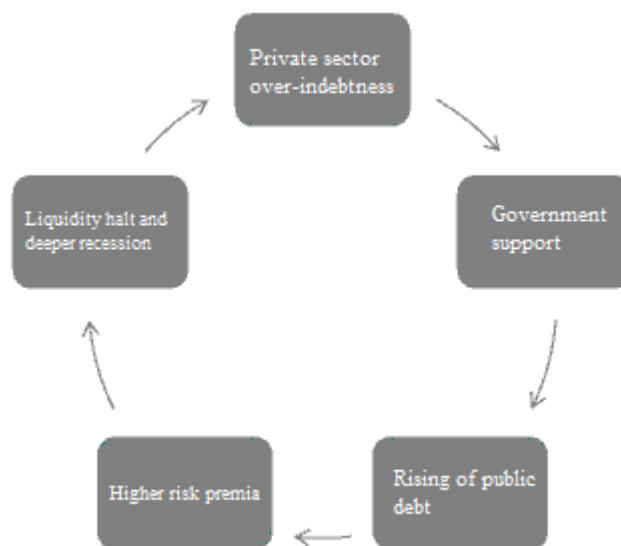 Private sector
over-indebtness
Government
support
Rising of public
debt
Higher risk premia
Liquidity halt and
deeper recession